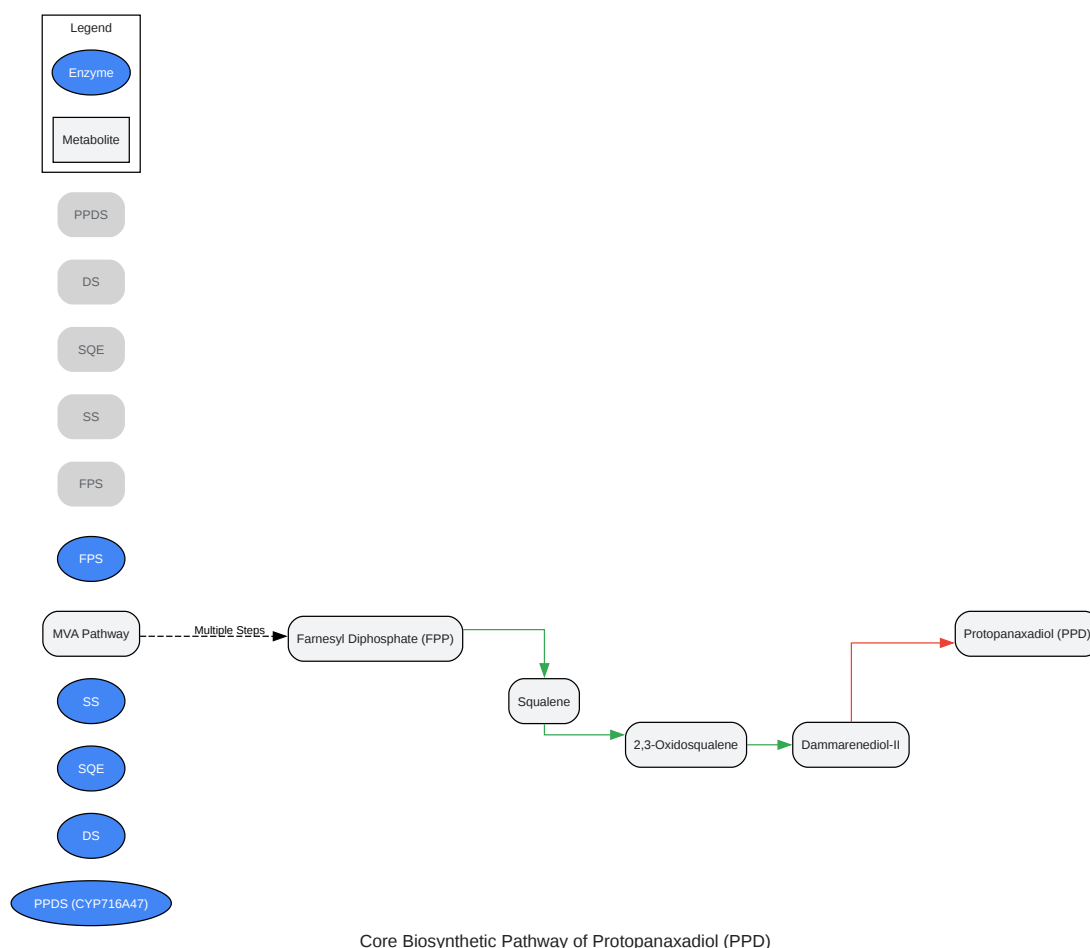 Legend
Enzyme
Metabolite
PPDS
DS
SQE
SS
FPS
FPS
MVA Pathway
Multiple Steps
Farnesyl Diphosphate (FPP)
Protopanaxadiol (PPD)
SS
Squalene
2,3-Oxidosqualene
Dammarenediol-II
SQE
DS
PPDS (CYP716A47)
Core Biosynthetic Pathway of Protopanaxadiol (PPD)